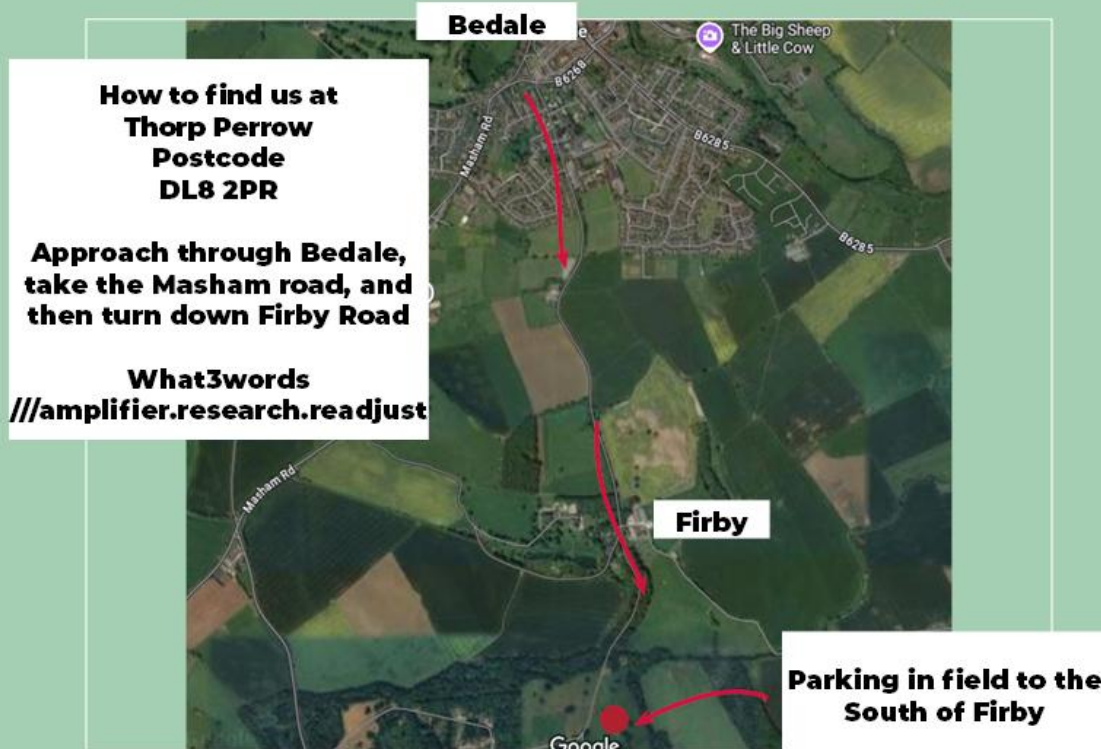 Bedale
The Big Sheep
& Little Cow
B6268
How to find us at
Thorp Perrow
Postcode
DL8 2PR
Approach through Bedale,
take the Masham road, and
then turn down Firby Road
What3words
///amplifier.research.readjust
Masham Rd
B6285
B6285
Masham Rd
Firby
Parking in field to the
South of Firby
Google